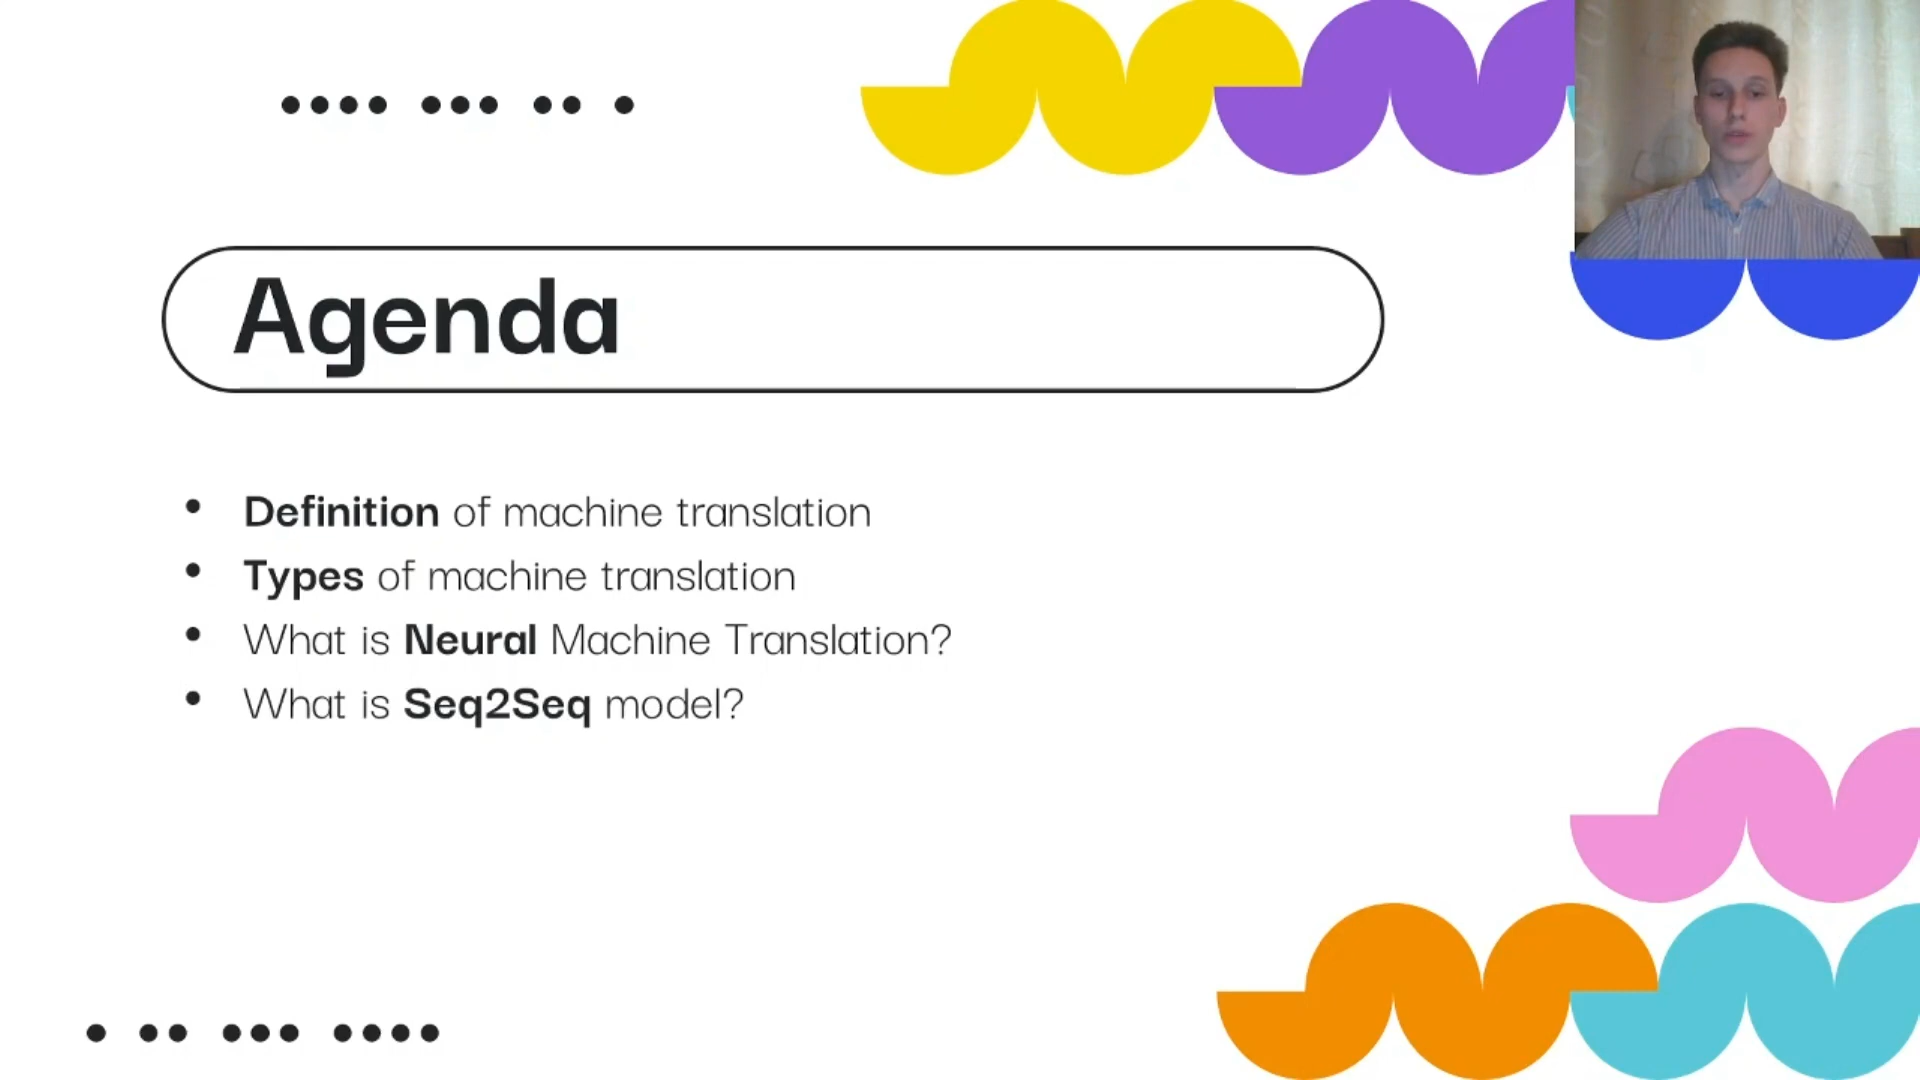 Agenda
• Definition of machine translation
• Types of machine translation
• What is Neural Machine Translation?
• What is Seq2Seq model?